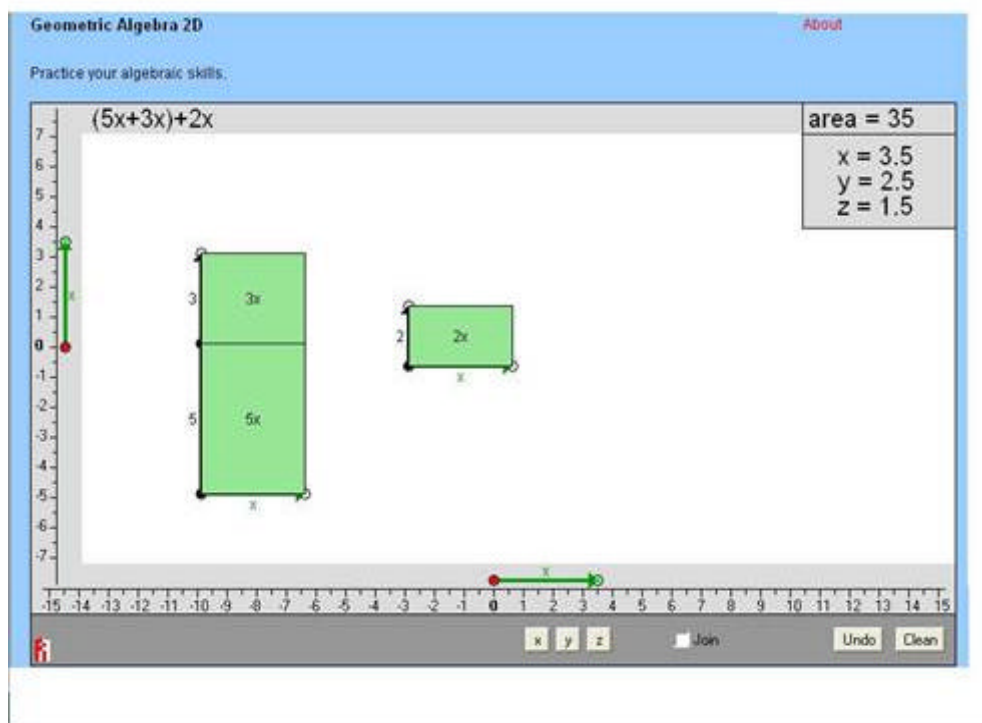 Geometric Algebra 2D
About
Practice your algebraic skills.
(5x+3x)+2x
area = 35
x = 3.5
y = 2.5
z = 1.5
7
6
5
4
3
2
1
0
-1
-2
-3
-4
-5
-6
-7
x
3
3x
5
5x
x
2
2x
x
x
-15 -14 -13 -12 -11 -10 -9 -8 -7 -6 -5 -4 -3 -2 -1 0 1 2 3 4 5 6 7 8 9 10 11 12 13 14 15
x y z Join Undo Clean